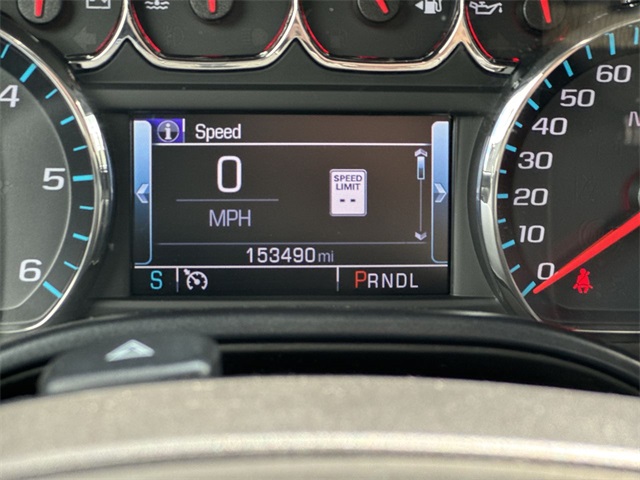 Speed
0
MPH
SPEED
LIMIT
--
153490 mi
S
PRNDL
4
5
6
60
50
40
30
20
10
0
M